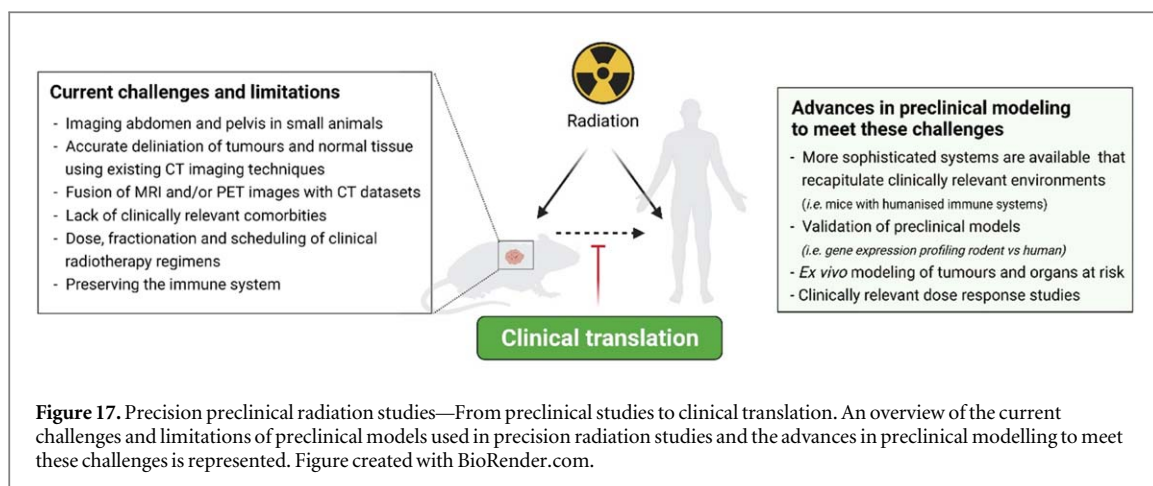 Current challenges and limitations
- Imaging abdomen and pelvis in small animals
- Accurate deliniation of tumours and normal tissue
using existing CT imaging techniques
- Fusion of MRI and/or PET images with CT datasets
- Lack of clinically relevant comorbities
- Dose, fractionation and scheduling of clinical
radiotherapy regimens
- Preserving the immune system
Radiation
Clinical translation
Advances in preclinical modeling
to meet these challenges
- More sophisticated systems are available that
recapitulate clinically relevant environments
(i.e. mice with humanised immune systems)
- Validation of preclinical models
(i.e. gene expression profiling rodent vs human)
- Ex vivo modeling of tumours and organs at risk
- Clinically relevant dose response studies
Figure 17. Precision preclinical radiation studies—From preclinical studies to clinical translation. An overview of the current
challenges and limitations of preclinical models used in precision radiation studies and the advances in preclinical modelling to meet
these challenges is represented. Figure created with BioRender.com.